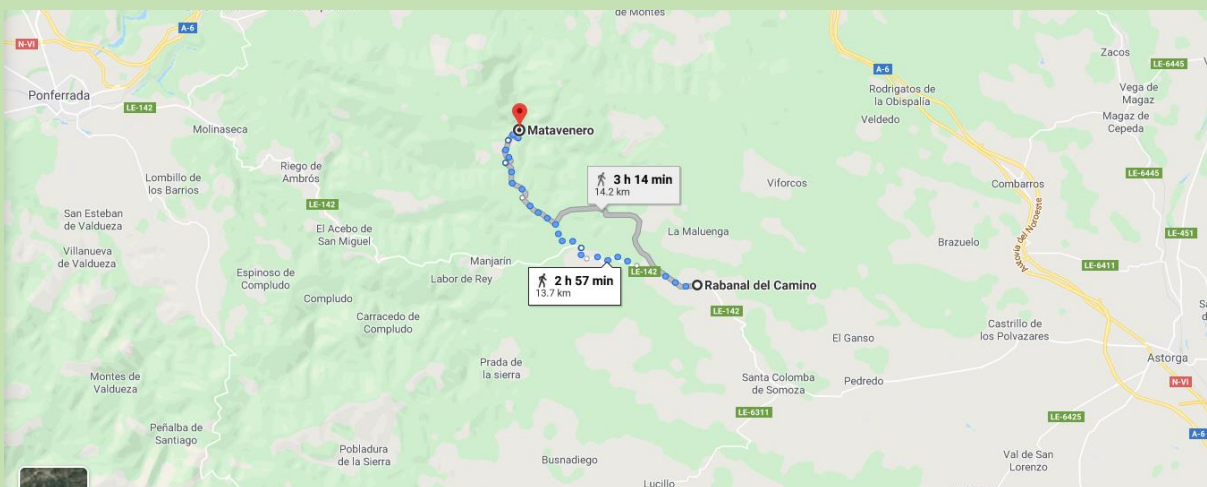 de Montes
A-6
N-VI
Zacos
LE-6445
A-6
Ponferrada
LE-142
Rodrigatos de
la Obispalía
Vega de
Magaz
Veldedo
Magaz de
Cepeda
Molinaseca
Matavenero
Riego de
Ambrós
LE-6445
Lombillo de
los Barrios
3 h 14 min
14.2 km
Viforcos
Combarros
LE-142
San Esteban
de Valdueza
El Acebo de
San Miguel
La Maluenga
Autovía del Noroeste
LE-451
Brazuelo
Villanueva
de Valdueza
Manjarín
LE-6411
Espinoso de
Compludo
Labor de Rey
LE-142
2 h 57 min
13.7 km
Rabanal del Camino
Compludo
Carracedo de
Compludo
LE-142
Castrillo de
los Polvazares
El Ganso
Astorga
Prada de
la sierra
Montes de
Valdueza
Santa Colomba
de Somoza
Pedredo
N-VI
LE-6311
LE-6425
Peñalba de
Santiago
A-6
Pobladura
de la Sierra
Busnadiego
Val de San
Lorenzo
Lucillo